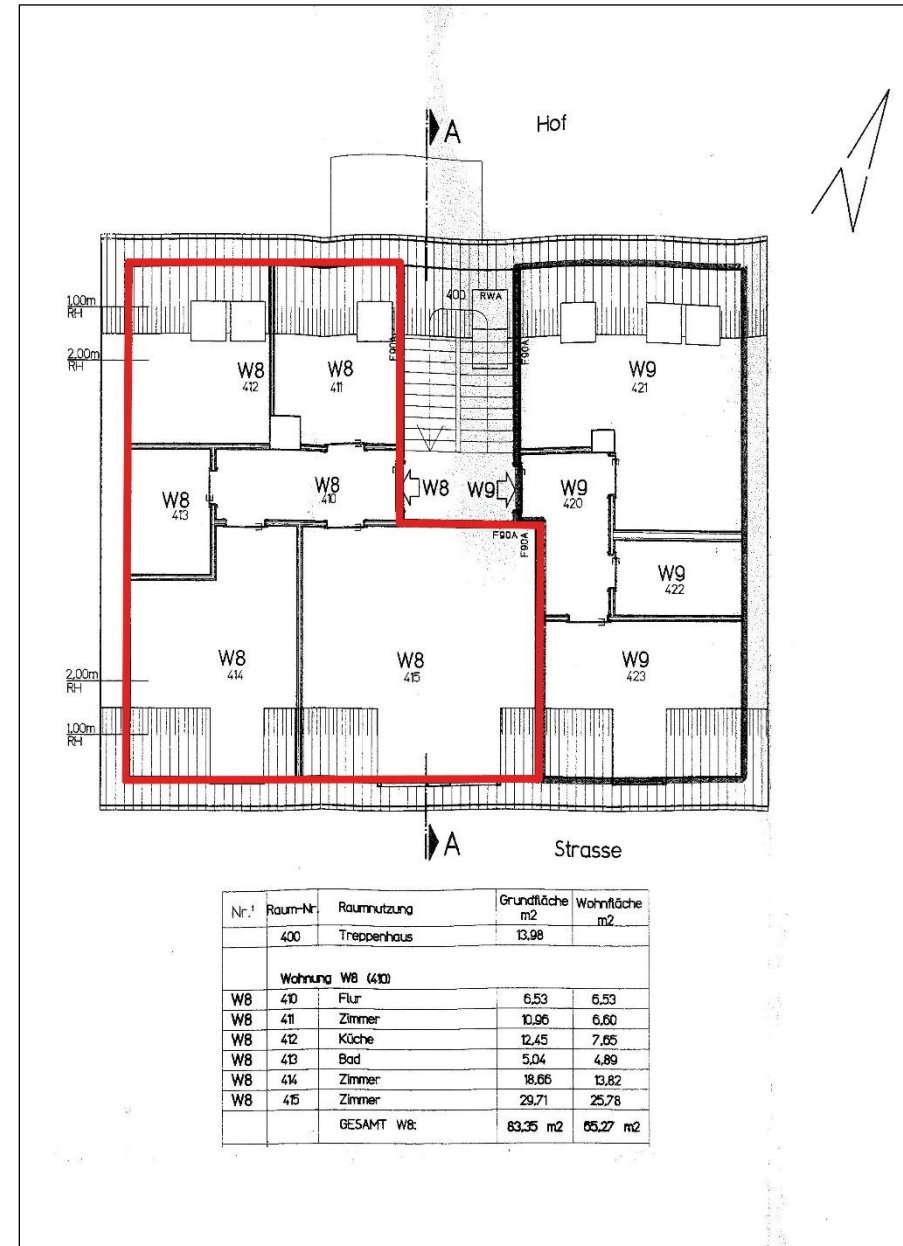 A
Hof
400
RWA
1,00m
RH
2,00m
RH
F90A
F90A
W8
412
W8
411
W9
421
W8
413
W8
410
W8
W9
W9
420
F90A
F90A
W9
422
W8
414
W8
415
W9
423
2,00m
RH
1,00m
RH
A
Strasse
Nr.¹ Raum-Nr. Raumnutzung Grundfläche m2 Wohnfläche m2
400 Treppenhaus 13,98
Wohnung W8 (410)
W8 410 Flur 6,53 6,53
W8 411 Zimmer 10,96 6,60
W8 412 Küche 12,45 7,65
W8 413 Bad 5,04 4,89
W8 414 Zimmer 18,66 13,82
W8 415 Zimmer 29,71 25,78
GESAMT W8: 83,35 m2 65,27 m2